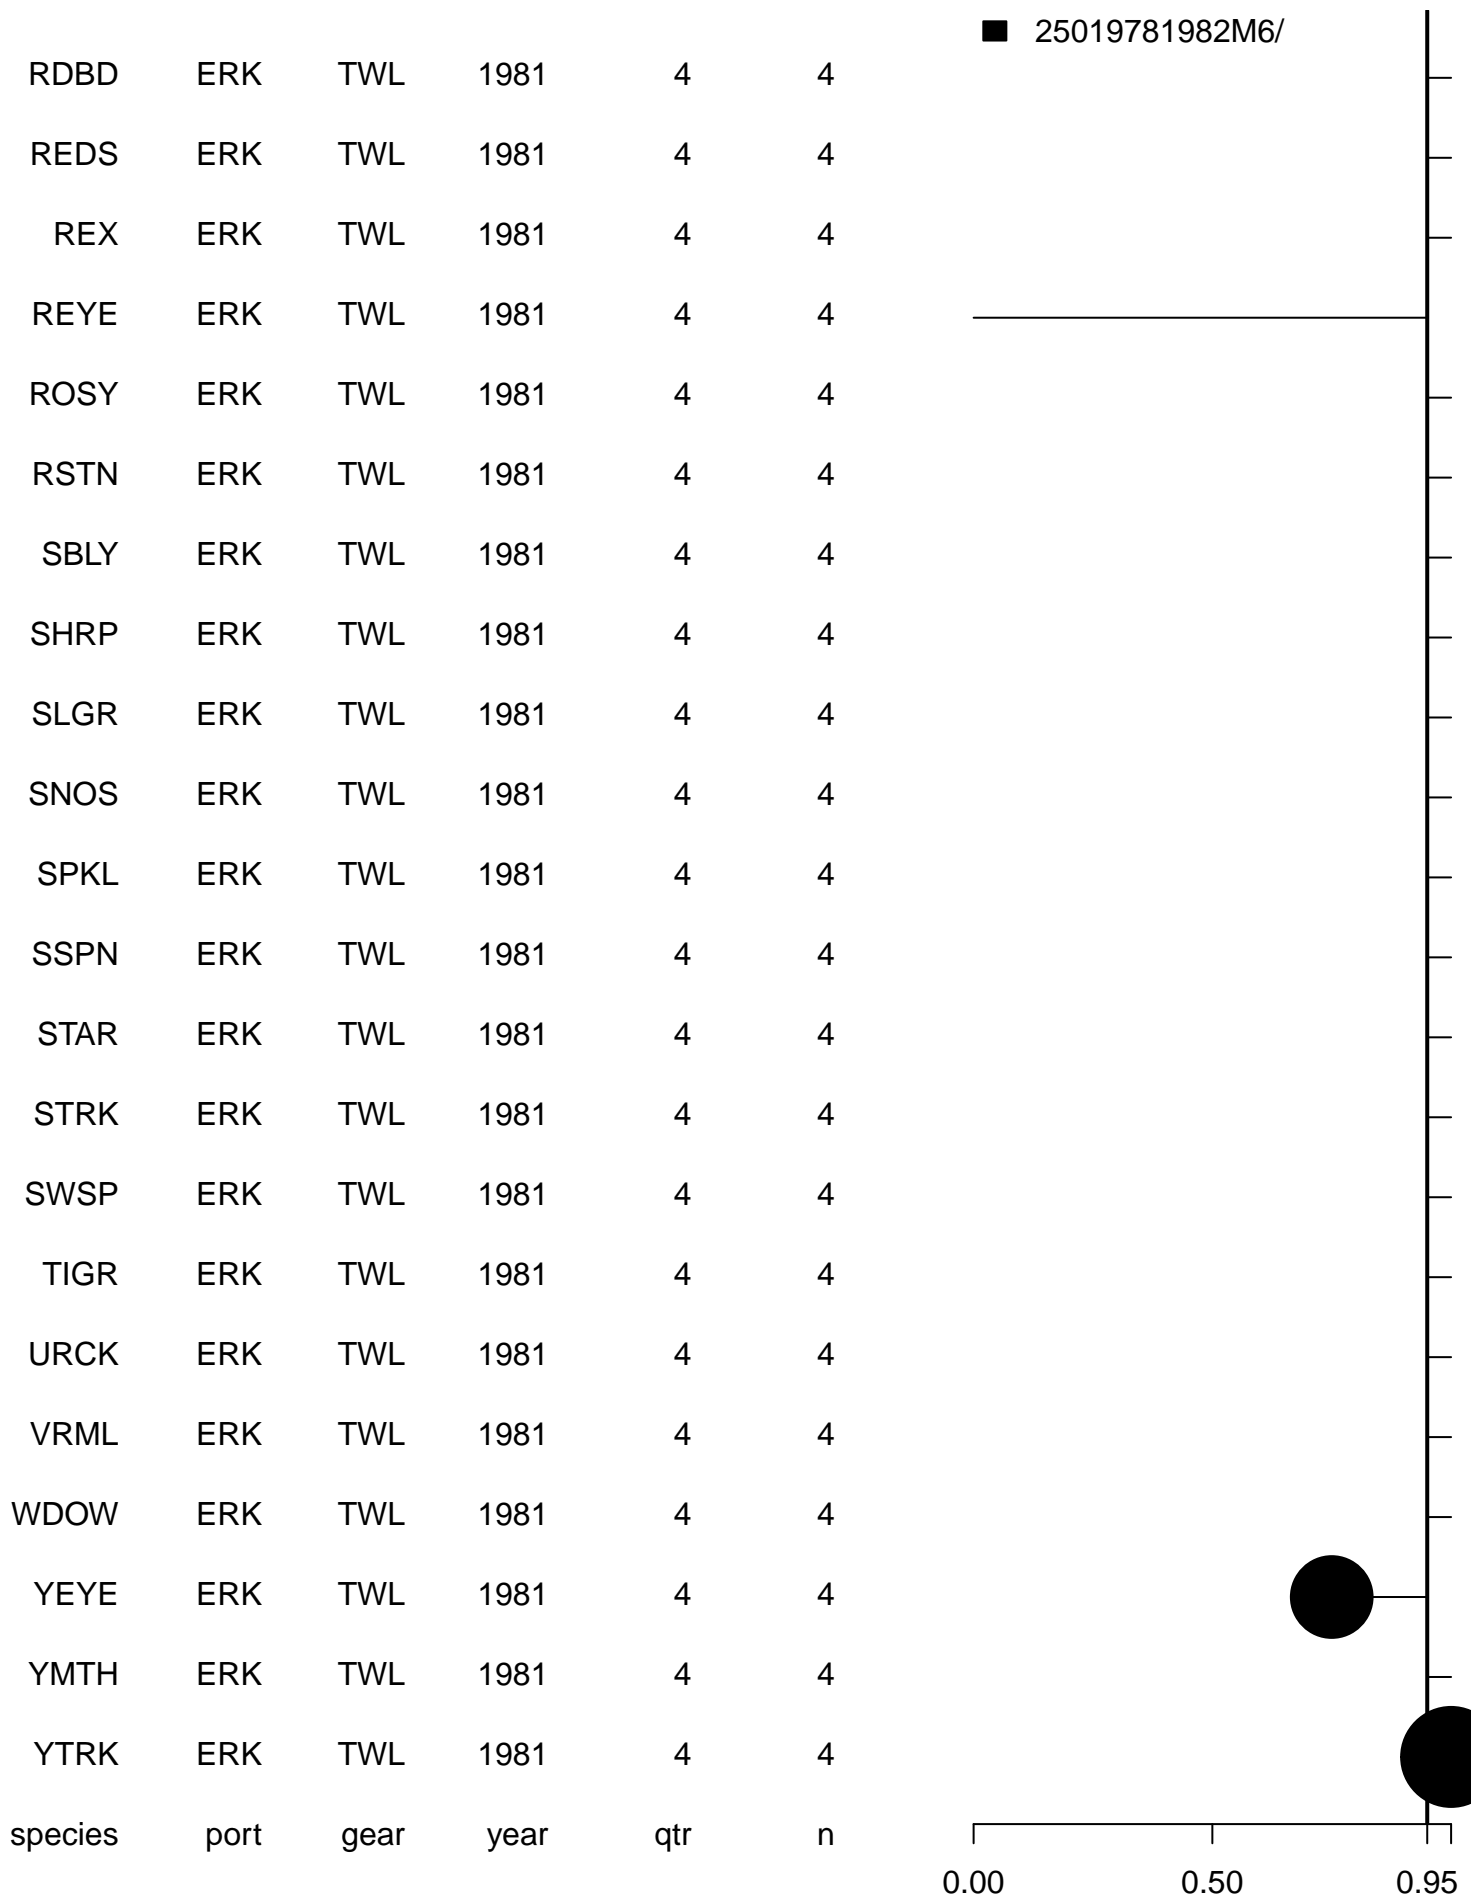 25019781982M6/
RDBD ERK TWL 1981 4 4
REDS ERK TWL 1981 4 4
REX ERK TWL 1981 4 4
REYE ERK TWL 1981 4 4
ROSY ERK TWL 1981 4 4
RSTN ERK TWL 1981 4 4
SBLY ERK TWL 1981 4 4
SHRP ERK TWL 1981 4 4
SLGR ERK TWL 1981 4 4
SNOS ERK TWL 1981 4 4
SPKL ERK TWL 1981 4 4
SSPN ERK TWL 1981 4 4
STAR ERK TWL 1981 4 4
STRK ERK TWL 1981 4 4
SWSP ERK TWL 1981 4 4
TIGR ERK TWL 1981 4 4
URCK ERK TWL 1981 4 4
VRML ERK TWL 1981 4 4
WDOW ERK TWL 1981 4 4
YEYE ERK TWL 1981 4 4
YMTH ERK TWL 1981 4 4
YTRK ERK TWL 1981 4 4
species port gear year qtr n
0.00 0.50 0.95